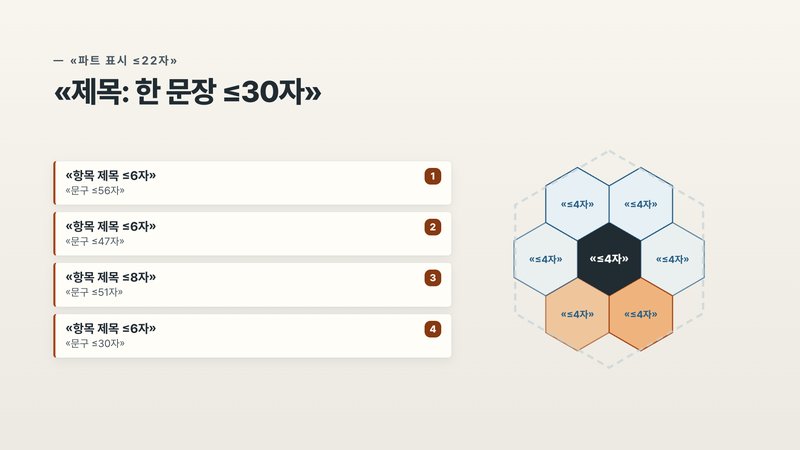 — «파트 표시 ≤22자»
«제목: 한 문장 ≤30자»
«항목 제목 ≤6자»
1
«문구 ≤56자»
«항목 제목 ≤6자»
2
«문구 ≤47자»
«항목 제목 ≤8자»
3
«문구 ≤51자»
«항목 제목 ≤6자»
4
«문구 ≤30자»
«≤4자» «≤4자»
«≤4자» «≤4자» «≤4자»
«≤4자» «≤4자»